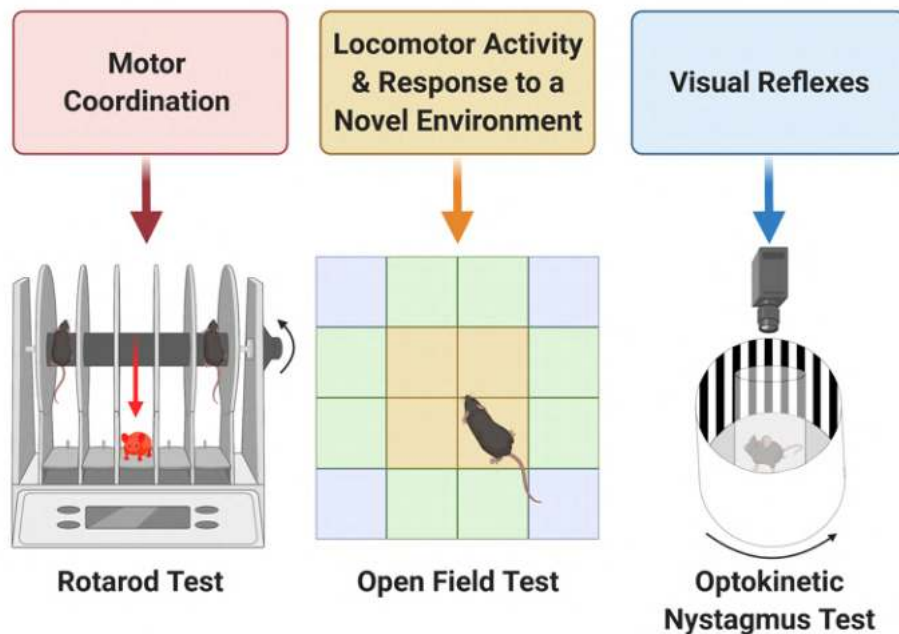 Motor
Coordination
Locomotor Activity
& Response to a
Novel Environment
Visual Reflexes
Rotarod Test
Open Field Test
Optokinetic
Nystagmus Test